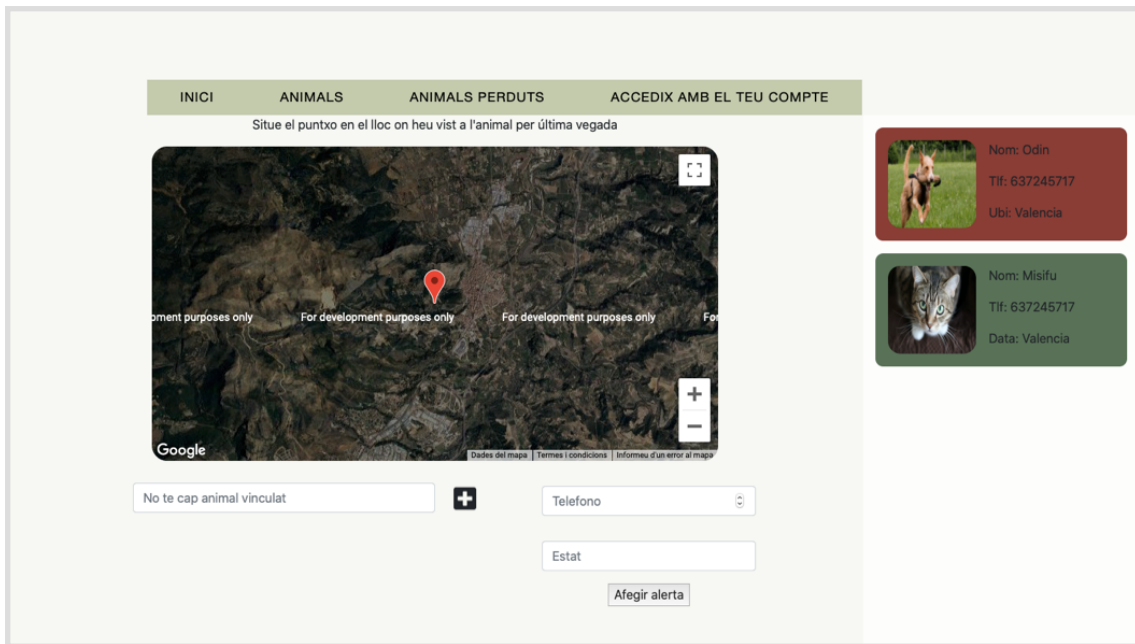 INICI ANIMALS ANIMALS PERDUTS ACCEDIX AMB EL TEU COMPTE
Situe el puntxo en el lloc on heu vist a l'animal per última vegada
Nom: Odin
Tlf: 637245717
Ubi: Valencia
Nom: Misifu
Tlf: 637245717
Data: Valencia
opment purposes only For development purposes only For development purposes only For
Google
Dades del mapa Termes i condicions Informeu d'un error al mapa
No te cap animal vinculat
Telefono
Estat
Afegir alerta